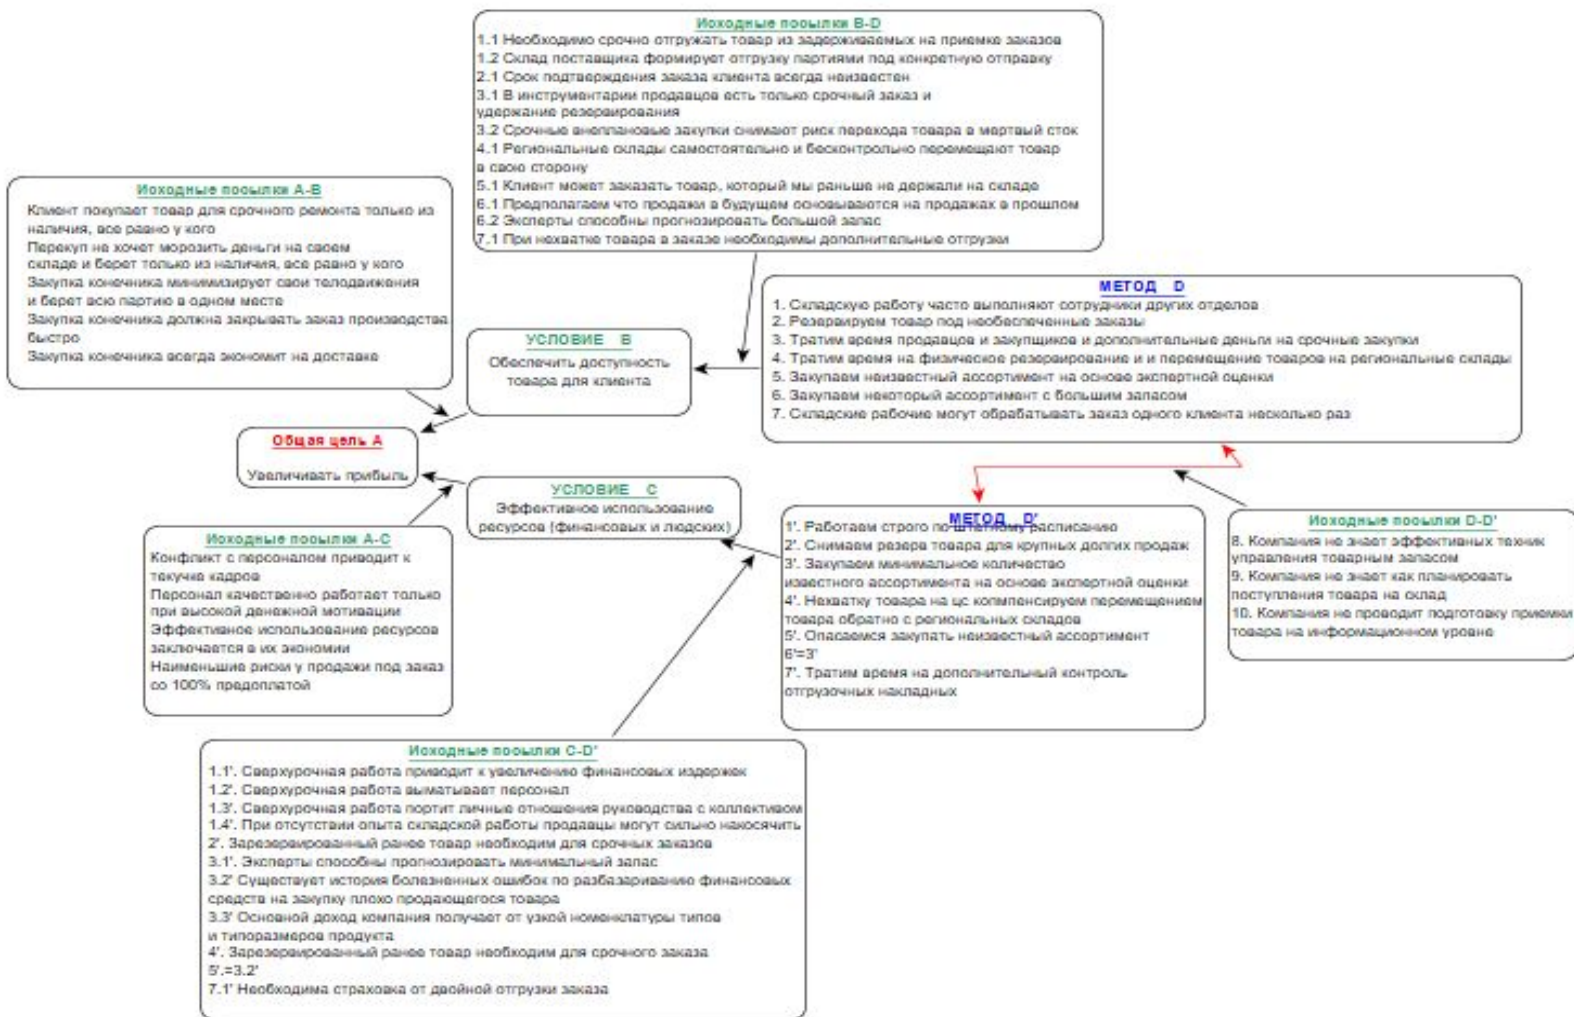 Исходные посылки B-D
1.1 Необходимо срочно отгружать товар из задерживаемых на приемке заказов
1.2 Склад поставщика формирует отгрузку партиями под конкретную отправку
2.1 Срок подтверждения заказа клиента всегда неизвестен
3.1 В инструментарии продавцов есть только срочный заказ и
удержание резервирования
3.2 Срочные внеплановые закупки снимают риск перехода товара в мертвый сток
4.1 Региональные склады самостоятельно и бесконтрольно перемещают товар
в свою сторону
5.1 Клиент может заказать товар, который мы раньше не держали на складе
6.1 Предполагаем что продажи в будущем основываются на продажах в прошлом
6.2 Эксперты способны прогнозировать большой запас
7.1 При нехватке товара в заказе необходимы дополнительные отгрузки
Исходные посылки A-B
Клиент покупает товар для срочного ремонта только из
наличия, все равно у кого
Перекуп не хочет морозить деньги на своем
складе и берет только из наличия, все равно у кого
Закупка конечника минимизирует свои телодвижения
и берет всю партию в одном месте
Закупка конечника должна закрывать заказ производства
быстро
Закупка конечника всегда экономит на доставке
УСЛОВИЕ B
Обеспечить доступность
товара для клиента
МЕТОД D
1. Складскую работу часто выполняют сотрудники других отделов
2. Резервируем товар под необеспеченные заказы
3. Тратим время продавцов и закупщиков и дополнительные деньги на срочные закупки
4. Тратим время на физическое резервирование и и перемещение товаров на региональные склады
5. Закупаем неизвестный ассортимент на основе экспертной оценки
6. Закупаем некоторый ассортимент с большим запасом
7. Складские рабочие могут обрабатывать заказ одного клиента несколько раз
Общая цель A
Увеличивать прибыль
УСЛОВИЕ C
Эффективное использование
ресурсов (финансовых и людских)
Исходные посылки A-C
Конфликт с персоналом приводит к
текучке кадров
Персонал качественно работает только
при высокой денежной мотивации
Эффективное использование ресурсов
заключается в их экономии
Наименьшие риски у продажи под заказ
со 100% предоплатой
МЕТОД D'
1'. Работаем строго по штатному расписанию
2'. Снимаем резерв товара для крупных долгих продаж
3'. Закупаем минимальное количество
известного ассортимента на основе экспертной оценки
4'. Нехватку товара на цс копмпенсируем перемещением
товара обратно с региональных складов
5'. Опасаемся закупать неизвестный ассортимент
6'=3'
7'. Тратим время на дополнительный контроль
отгрузочных накладных
Исходные посылки D-D'
8. Компания не знает эффективных техник
управления товарным запасом
9. Компания не знает как планировать
поступления товара на склад
10. Компания не проводит подготовку приемки
товара на информационном уровне
Исходные посылки C-D'
1.1'. Сверхурочная работа приводит к увеличению финансовых издержек
1.2'. Сверхурочная работа выматывает персонал
1.3'. Сверхурочная работа портит личные отношения руководства с коллективом
1.4'. При отсутствии опыта складской работы продавцы могут сильно накосячить
2'. Зарезервированный ранее товар необходим для срочных заказов
3.1'. Эксперты способны прогнозировать минимальный запас
3.2' Существует история болезненных ошибок по разбазариванию финансовых
средств на закупку плохо продающегося товара
3.3' Основной доход компания получает от узкой номенклатуры типов
и типоразмеров продукта
4'. Зарезервированный ранее товар необходим для срочного заказа
5'.=3.2'
7.1' Необходима страховка от двойной отгрузки заказа